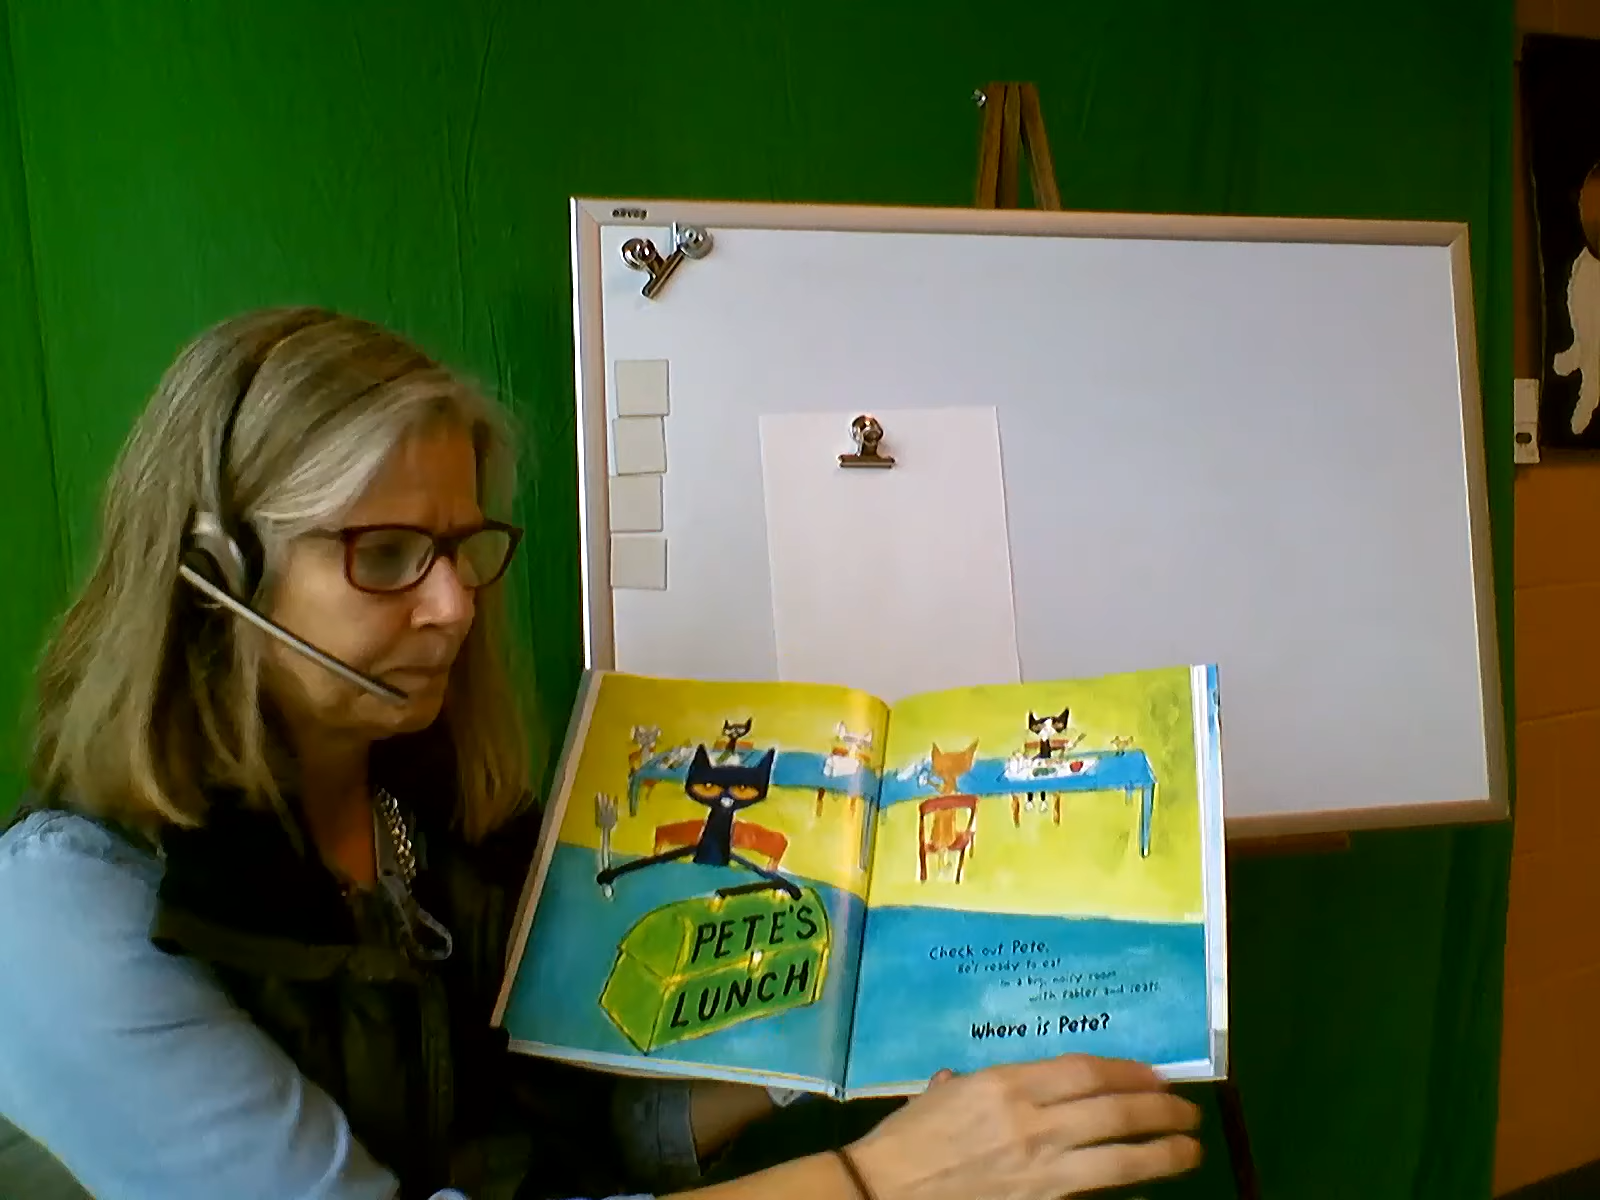 PETE'S
LUNCH
Check out Pete.
He's ready to eat
in a big, noisy room
with tables and seats.
Where is Pete?